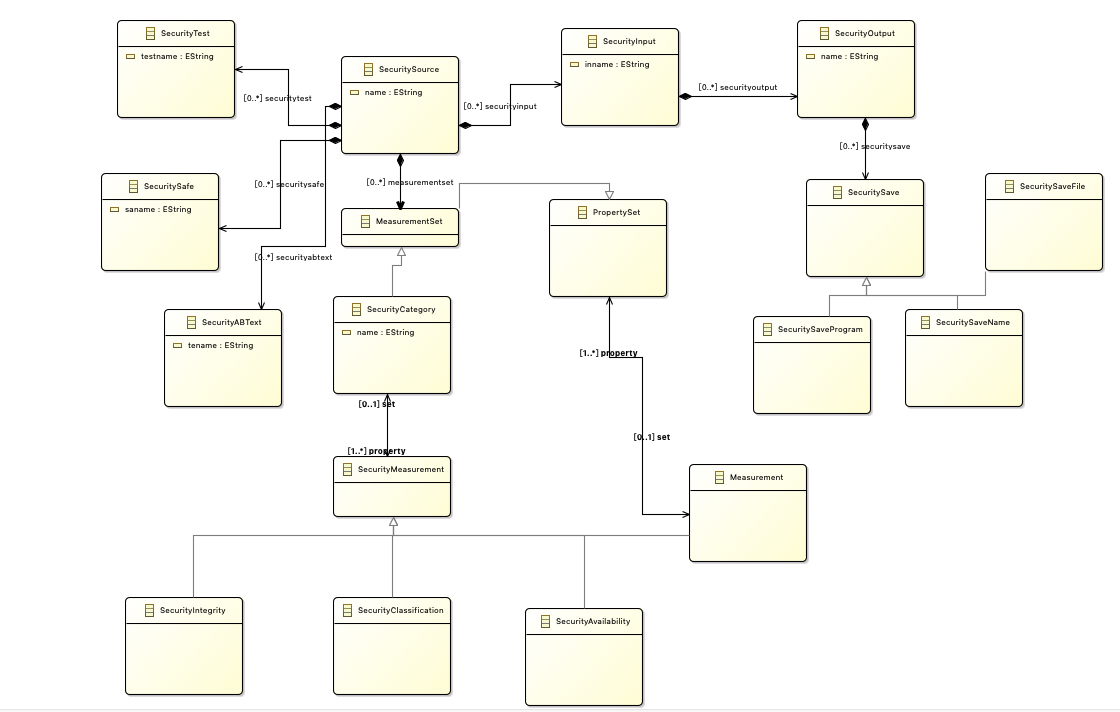 SecurityTest
testname : EString
SecuritySource
name : EString
SecurityInput
inname : EString
SecurityOutput
name : EString
[0..*] securitytest
[0..*] securityinput
[0..*] securityoutput
[0..*] securitysave
[0..*] securitysafe
[0..*] measurementset
SecuritySafe
saname : EString
MeasurementSet
PropertySet
SecuritySave
SecuritySaveFile
[0..*] securityabtext
SecurityABText
tename : EString
SecurityCategory
name : EString
SecuritySaveProgram
SecuritySaveName
[1..*] property
[0..1] set
[0..1] set
[1..*] property
SecurityMeasurement
Measurement
SecurityIntegrity
SecurityClassification
SecurityAvailability